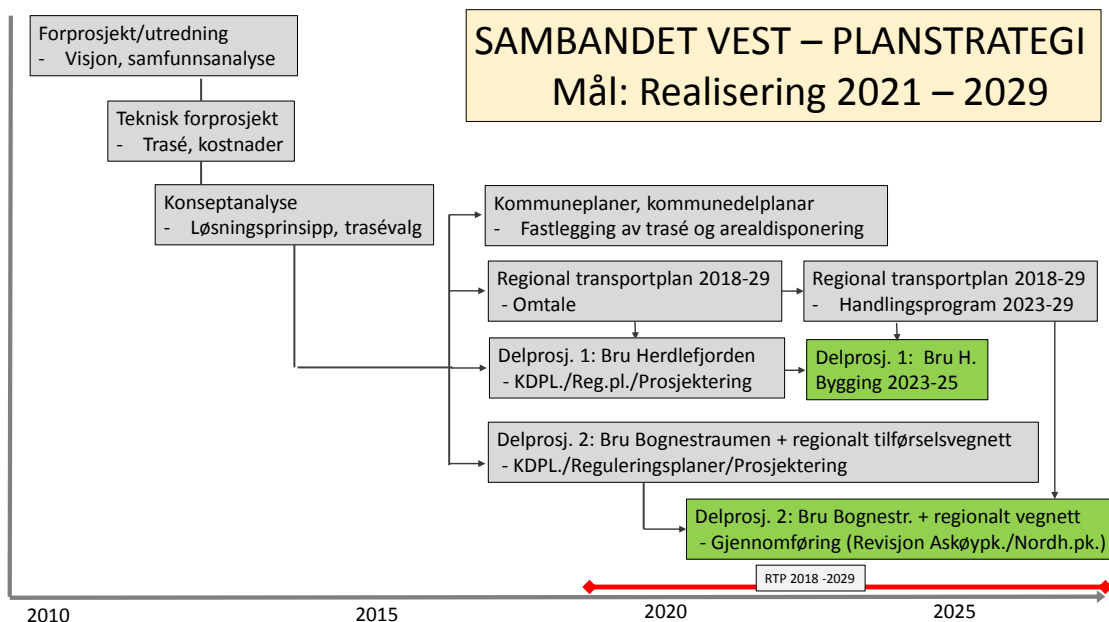 SAMBANDET VEST – PLANSTRATEGI
Mål: Realisering 2021 – 2029
Forprosjekt/utredning
- Visjon, samfunnsanalyse
Teknisk forprosjekt
- Trasé, kostnader
Konseptanalyse
- Løsningsprinsipp, trasévalg
Kommuneplaner, kommunedelplanar
- Fastlegging av trasé og arealdisponering
Regional transportplan 2018-29
- Omtale
Regional transportplan 2018-29
- Handlingsprogram 2023-29
Delprosj. 1: Bru Herdlefjorden
- KDPL./Reg.pl./Prosjektering
Delprosj. 1: Bru H.
Bygging 2023-25
Delprosj. 2: Bru Bognestraumen + regionalt tilførselsvegnett
- KDPL./Reguleringsplaner/Prosjektering
Delprosj. 2: Bru Bognestr. + regionalt vegnett
- Gjennomføring (Revisjon Askøypk./Nordh.pk.)
RTP 2018 -2029
2010
2015
2020
2025